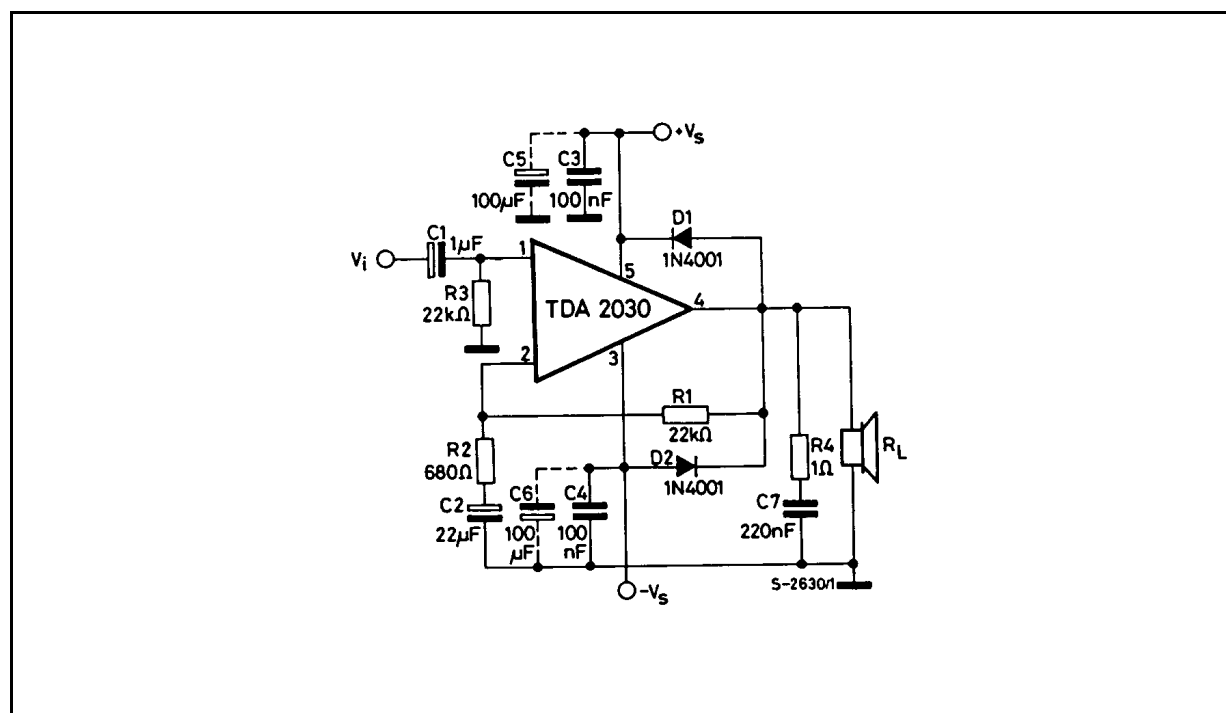 +Vs
C5
100µF
C3
100nF
D1
1N4001
Vi
C1
1µF
1
5
R3
22kΩ
TDA 2030
4
2
3
R1
22kΩ
R2
680Ω
D2
1N4001
R4
1Ω
RL
C2
22µF
C6
100
µF
C4
100
nF
C7
220nF
S-2630/1
-Vs